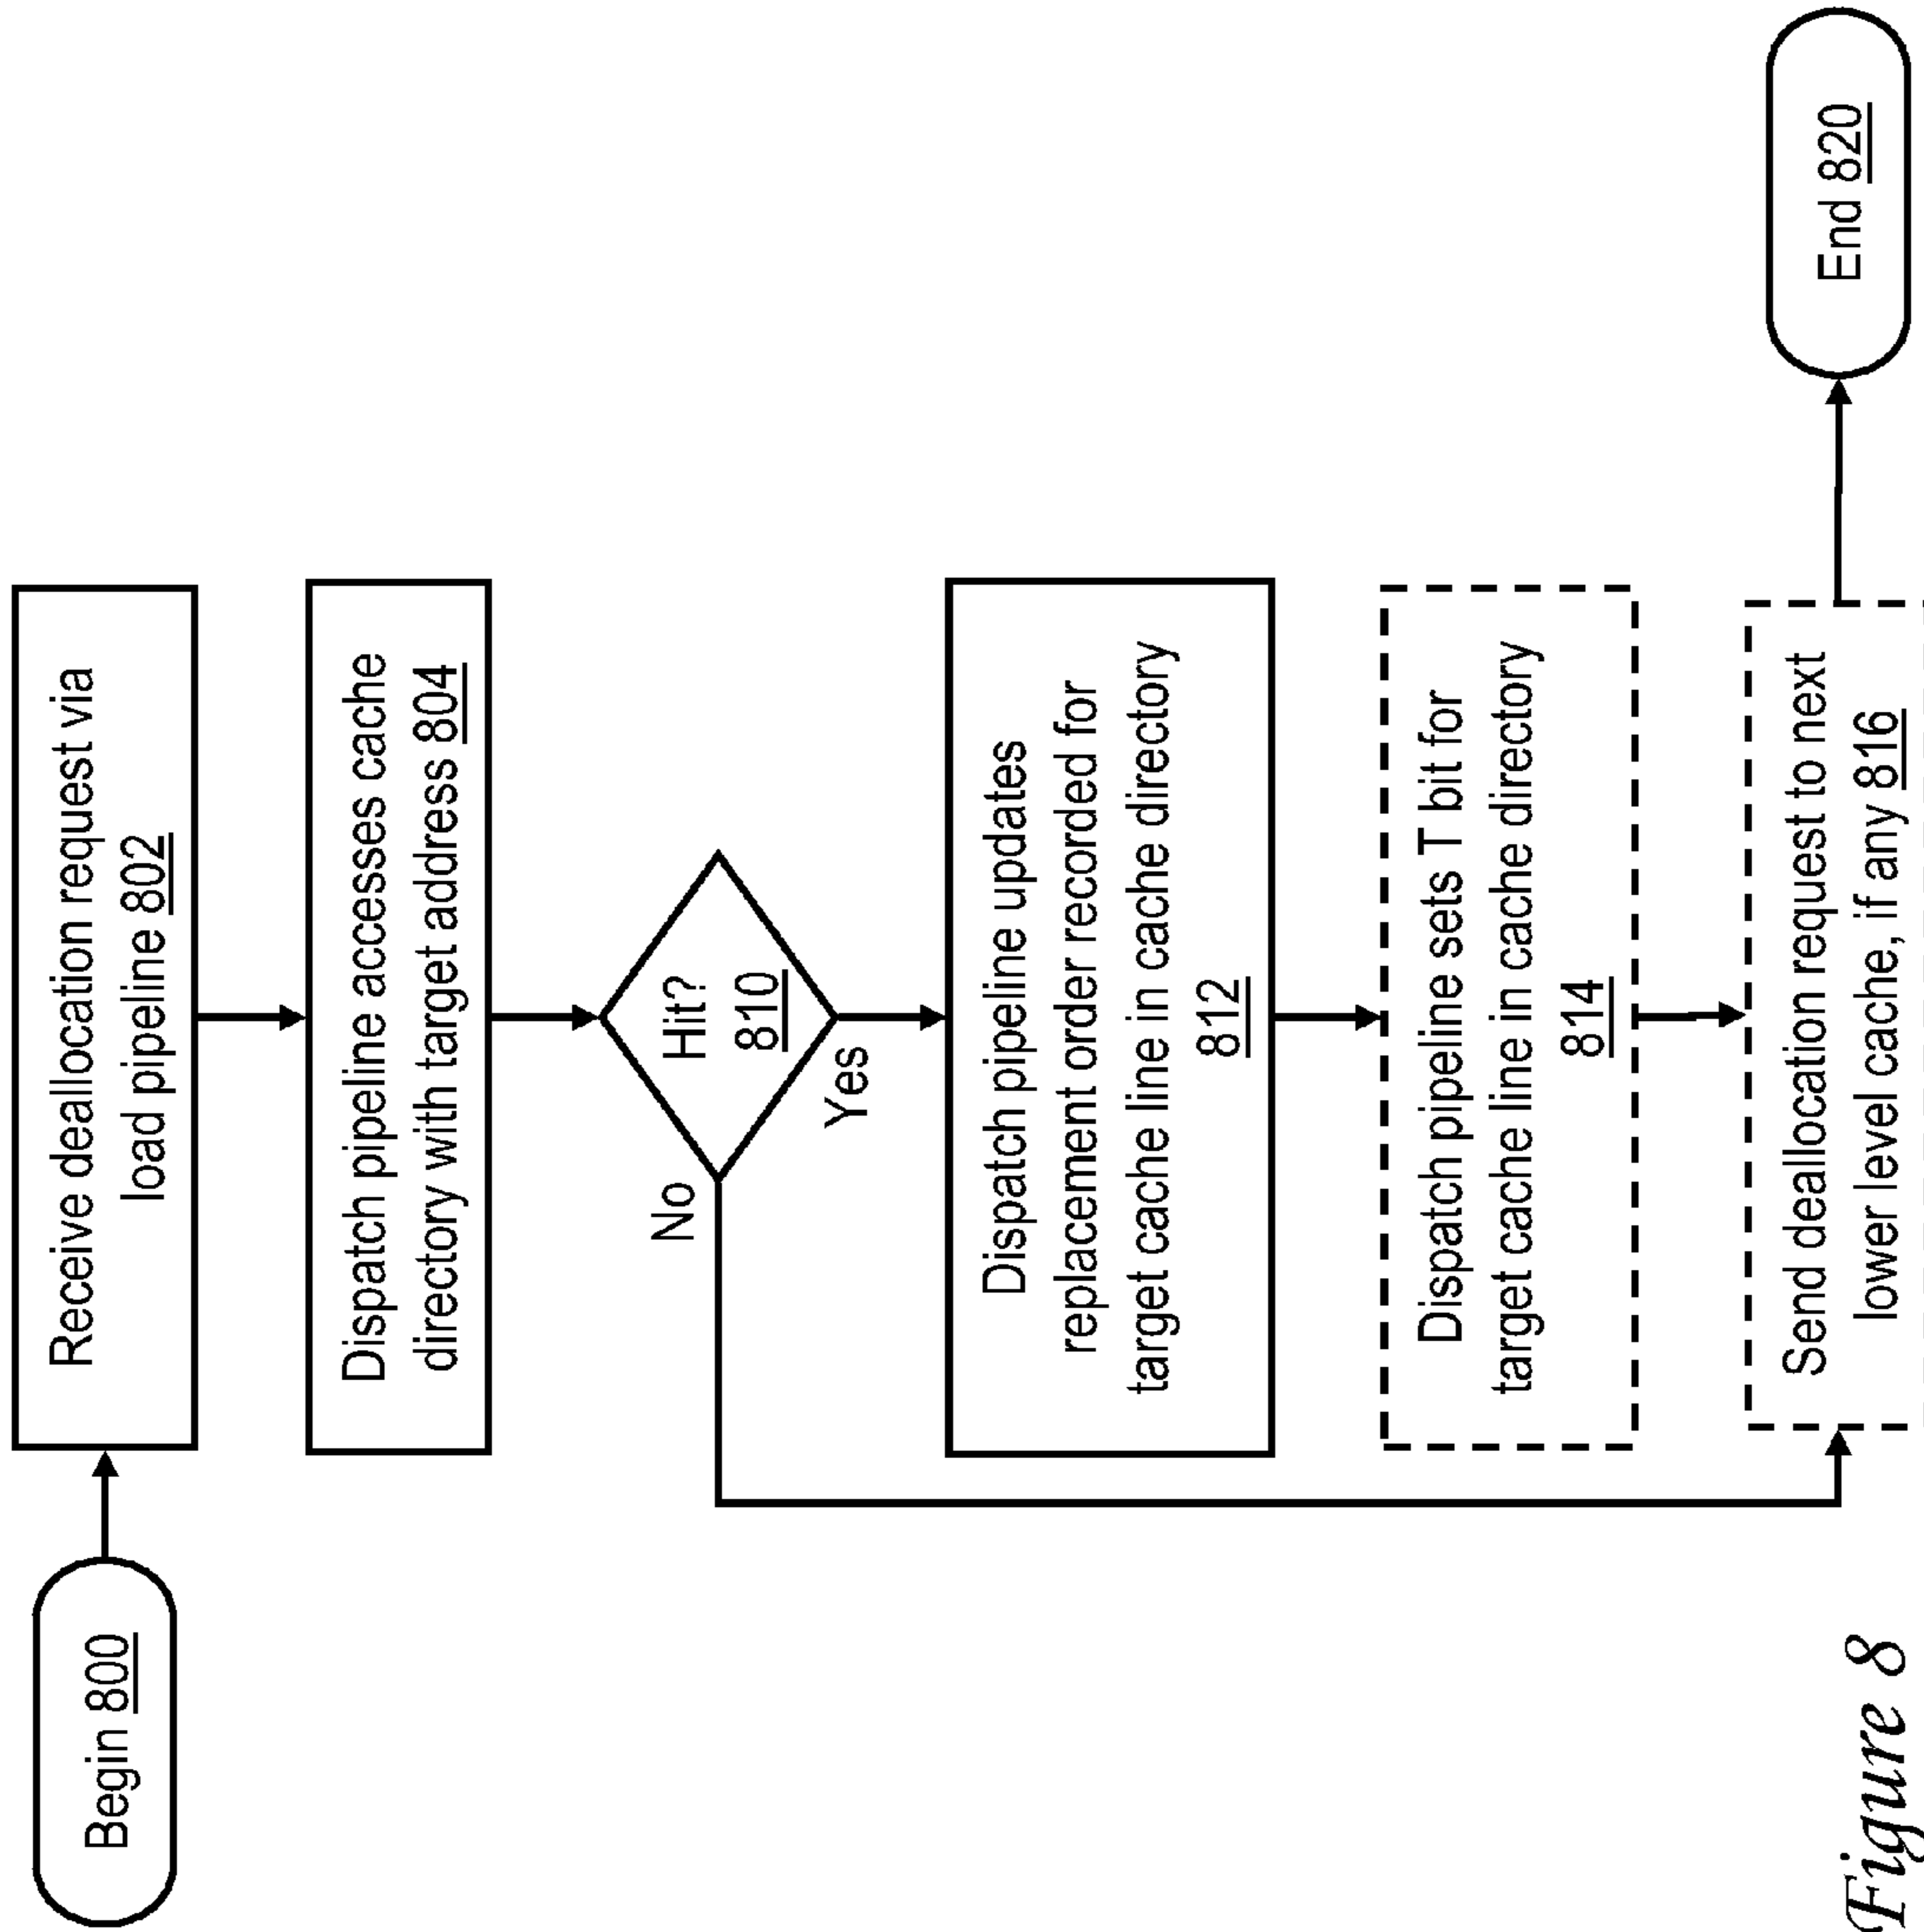 Begin 800
Receive deallocation request via
load pipeline 802
Dispatch pipeline accesses cache
directory with target address 804
Hit?
810
No
Yes
Dispatch pipeline updates
replacement order recorded for
target cache line in cache directory
812
Dispatch pipeline sets T bit for
target cache line in cache directory
814
Send deallocation request to next
lower level cache, if any 816
End 820
Figure 8